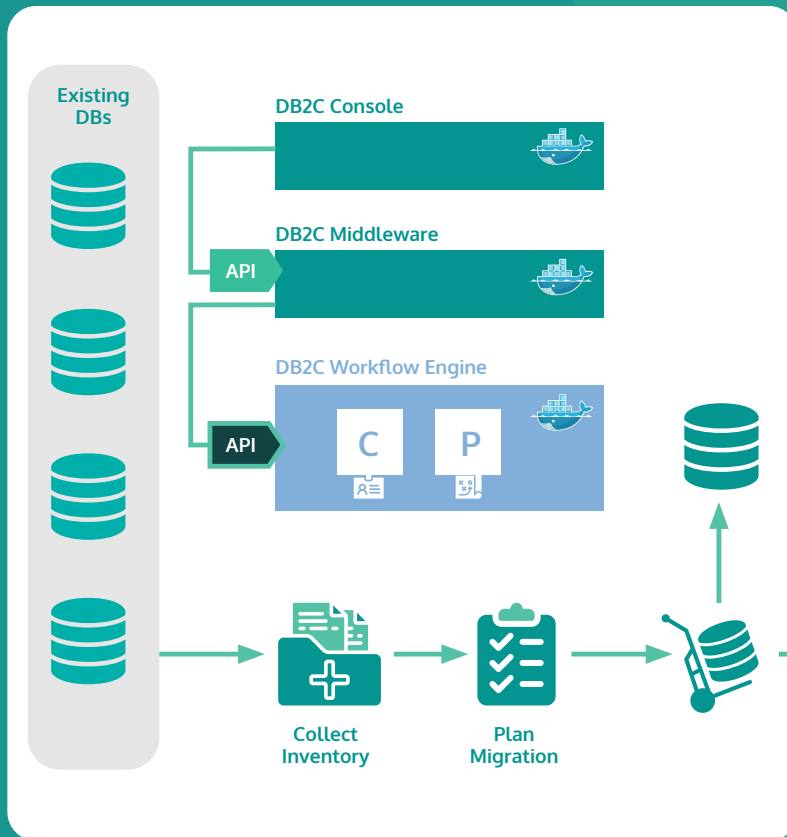 Existing
DBs
DB2C Console
DB2C Middleware
API
DB2C Workflow Engine
API
C
P
Collect
Inventory
Plan
Migration